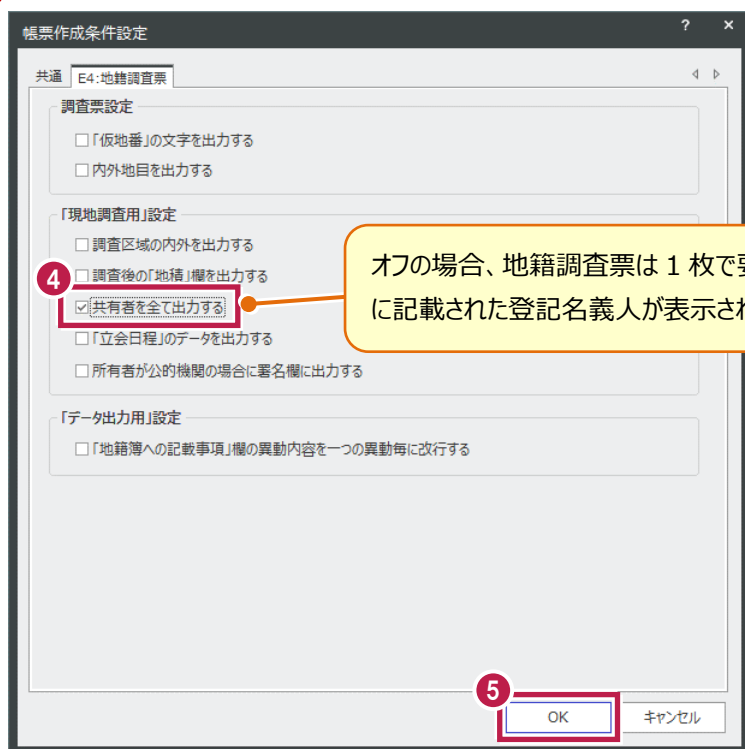 帳票作成条件設定
? ×
共通 E4:地籍調査票
調査票設定
「仮地番」の文字を出力する
内外地目を出力する
「現地調査用」設定
調査区域の内外を出力する
4
調査後の「地積」欄を出力する
共有者を全て出力する
オフの場合、地籍調査票は 1 枚で
に記載された登記名義人が表示さ
「立会日程」のデータを出力する
所有者が公的機関の場合に署名欄に出力する
「データ出力用」設定
「地籍簿への記載事項」欄の異動内容を一つの異動毎に改行する
5
OK キャンセル